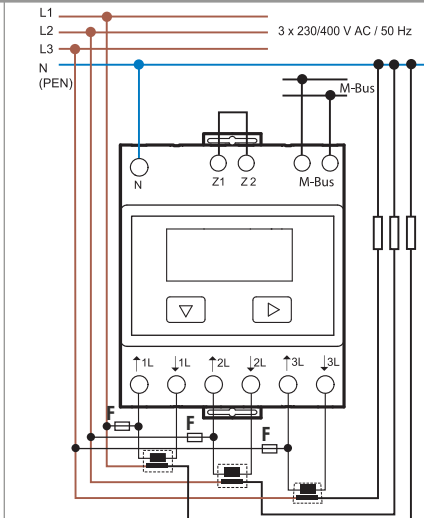 L1
L2
L3
3 x 230/400 V AC / 50 Hz
N
(PEN)
M-Bus
N
Z1 Z 2
M-Bus
↑1L ↓1L ↑2L ↓2L ↑3L ↓3L
F
F
F